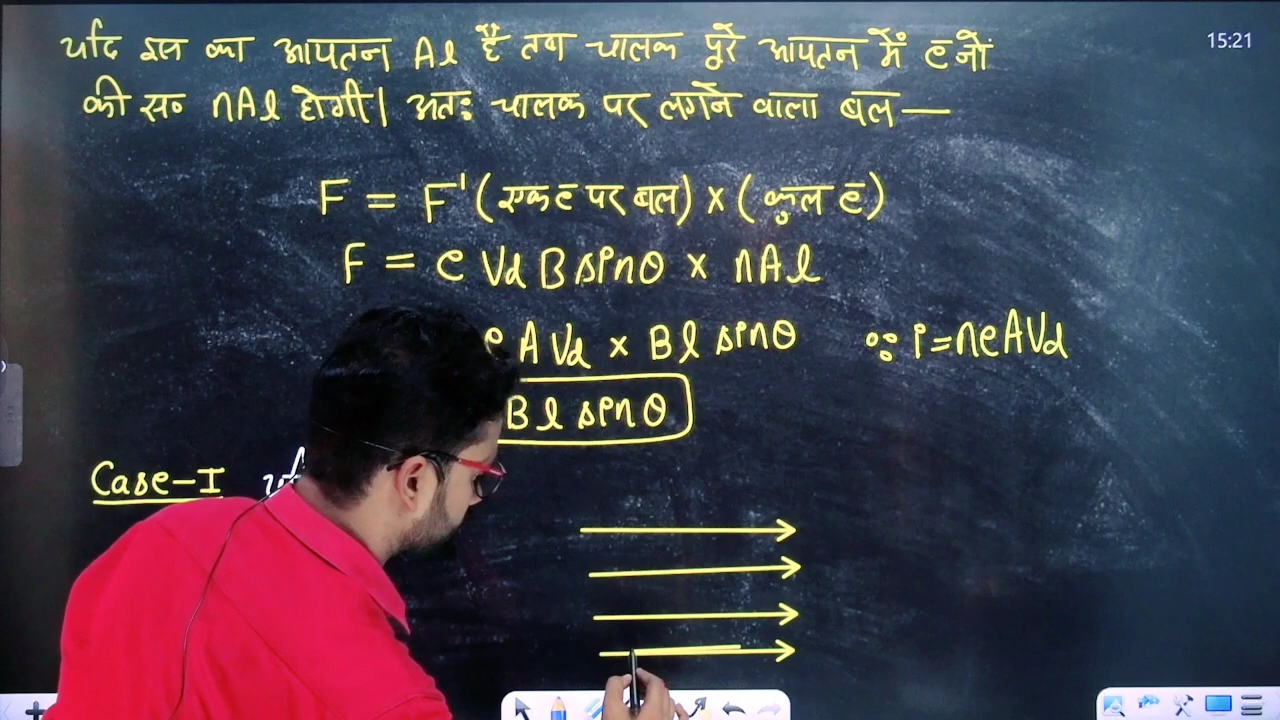 15:21
यदि इस का आयतन Al है तब चालक पूरे आयतन में e⁻नों
की सं० nAl होगी। अतः चालक पर लगने वाला बल —
F = F' (एक e⁻ पर बल) × (कुल e⁻)
F = e Vd B sinθ × nAl
e A Vd × B l sinθ ∵ i = neAVd
B l sinθ
Case-I